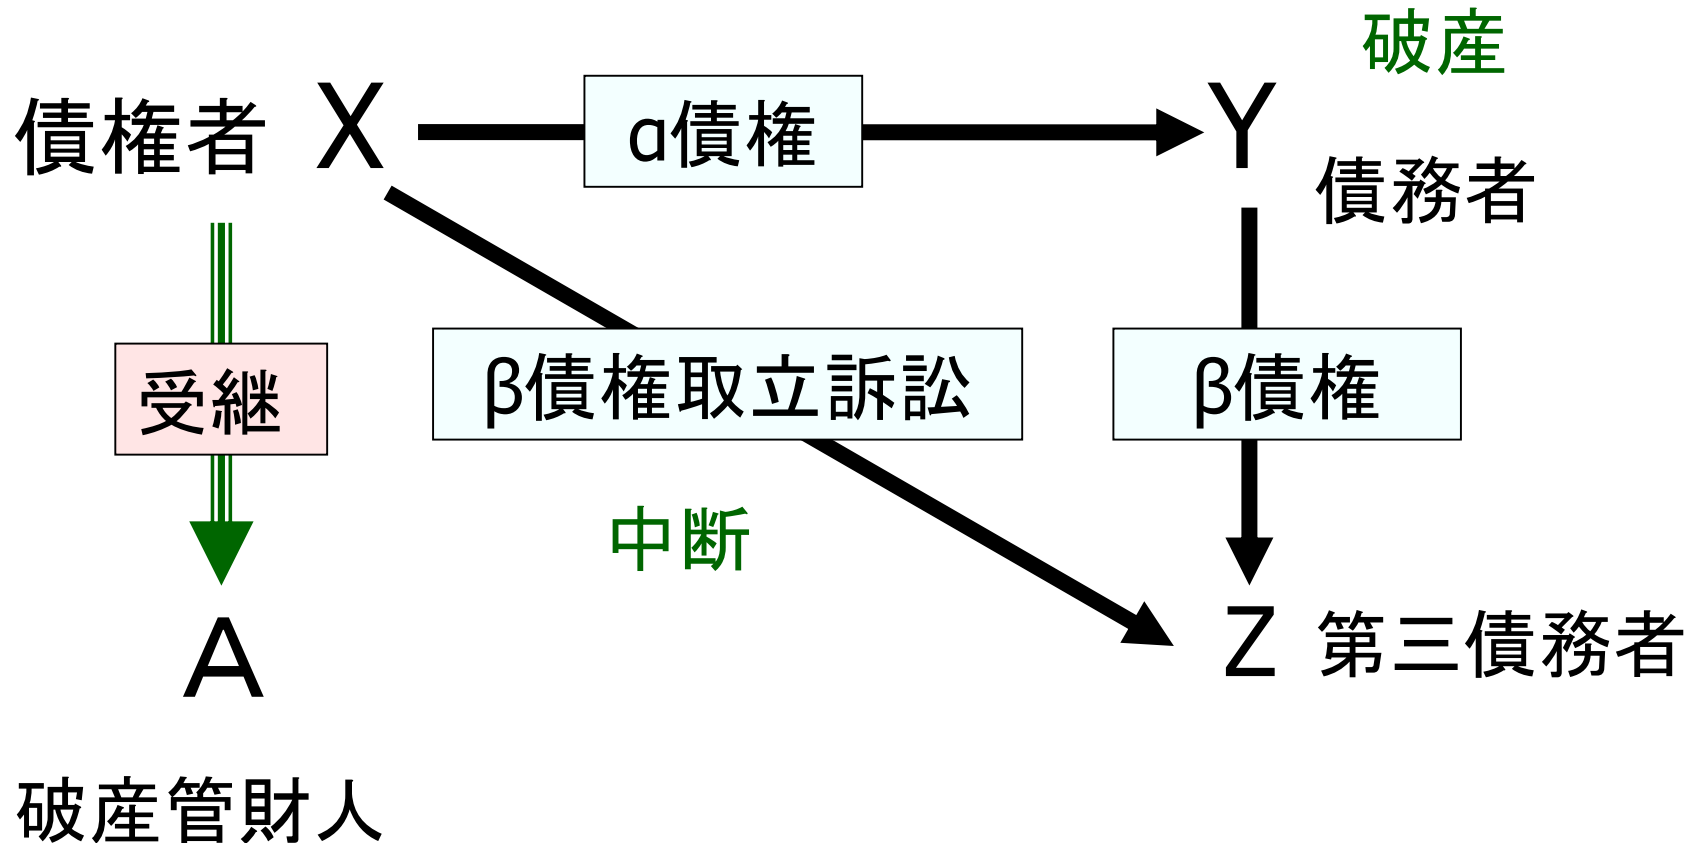 破産
債権者 X
α債権
Y
債務者
受継
β債権取立訴訟
β債権
中断
A
Z 第三債務者
破産管財人